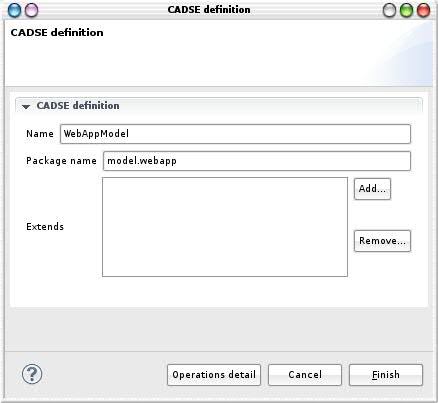 CADSE definition
CADSE definition
CADSE definition
Name WebAppModel
Package name model.webapp
Add...
Extends
Remove...
? Operations detail Cancel Finish